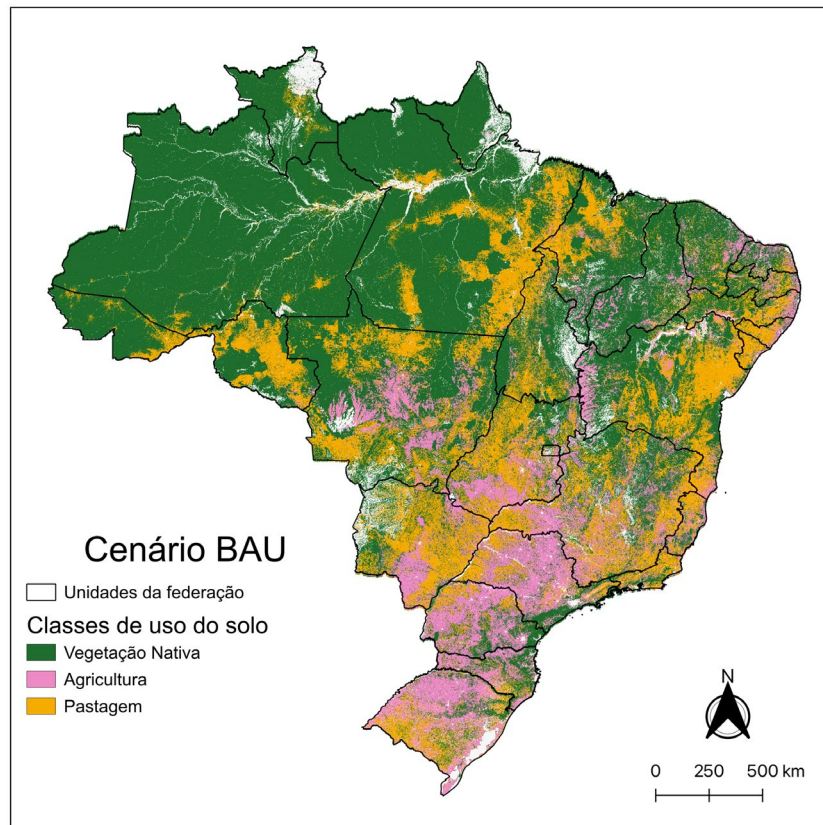 Cenário BAU
Unidades da federação
Classes de uso do solo
Vegetação Nativa
Agricultura
Pastagem
N
0 250 500 km